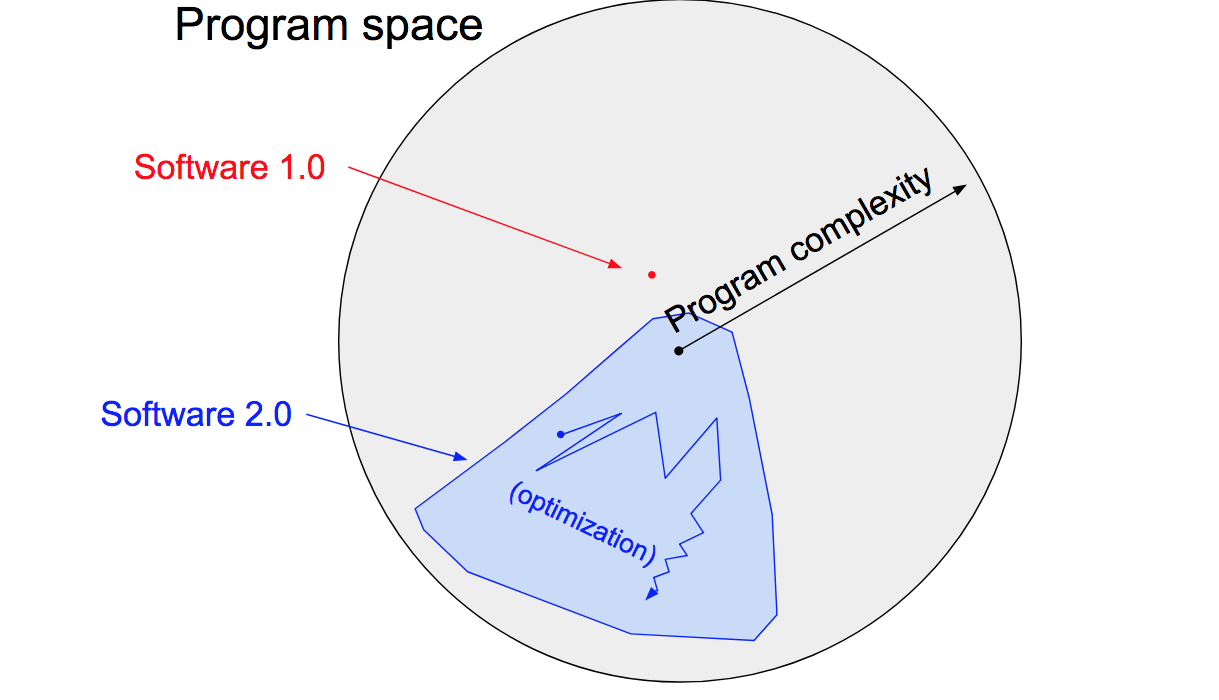 Program space
Software 1.0
Program complexity
Software 2.0
(optimization)